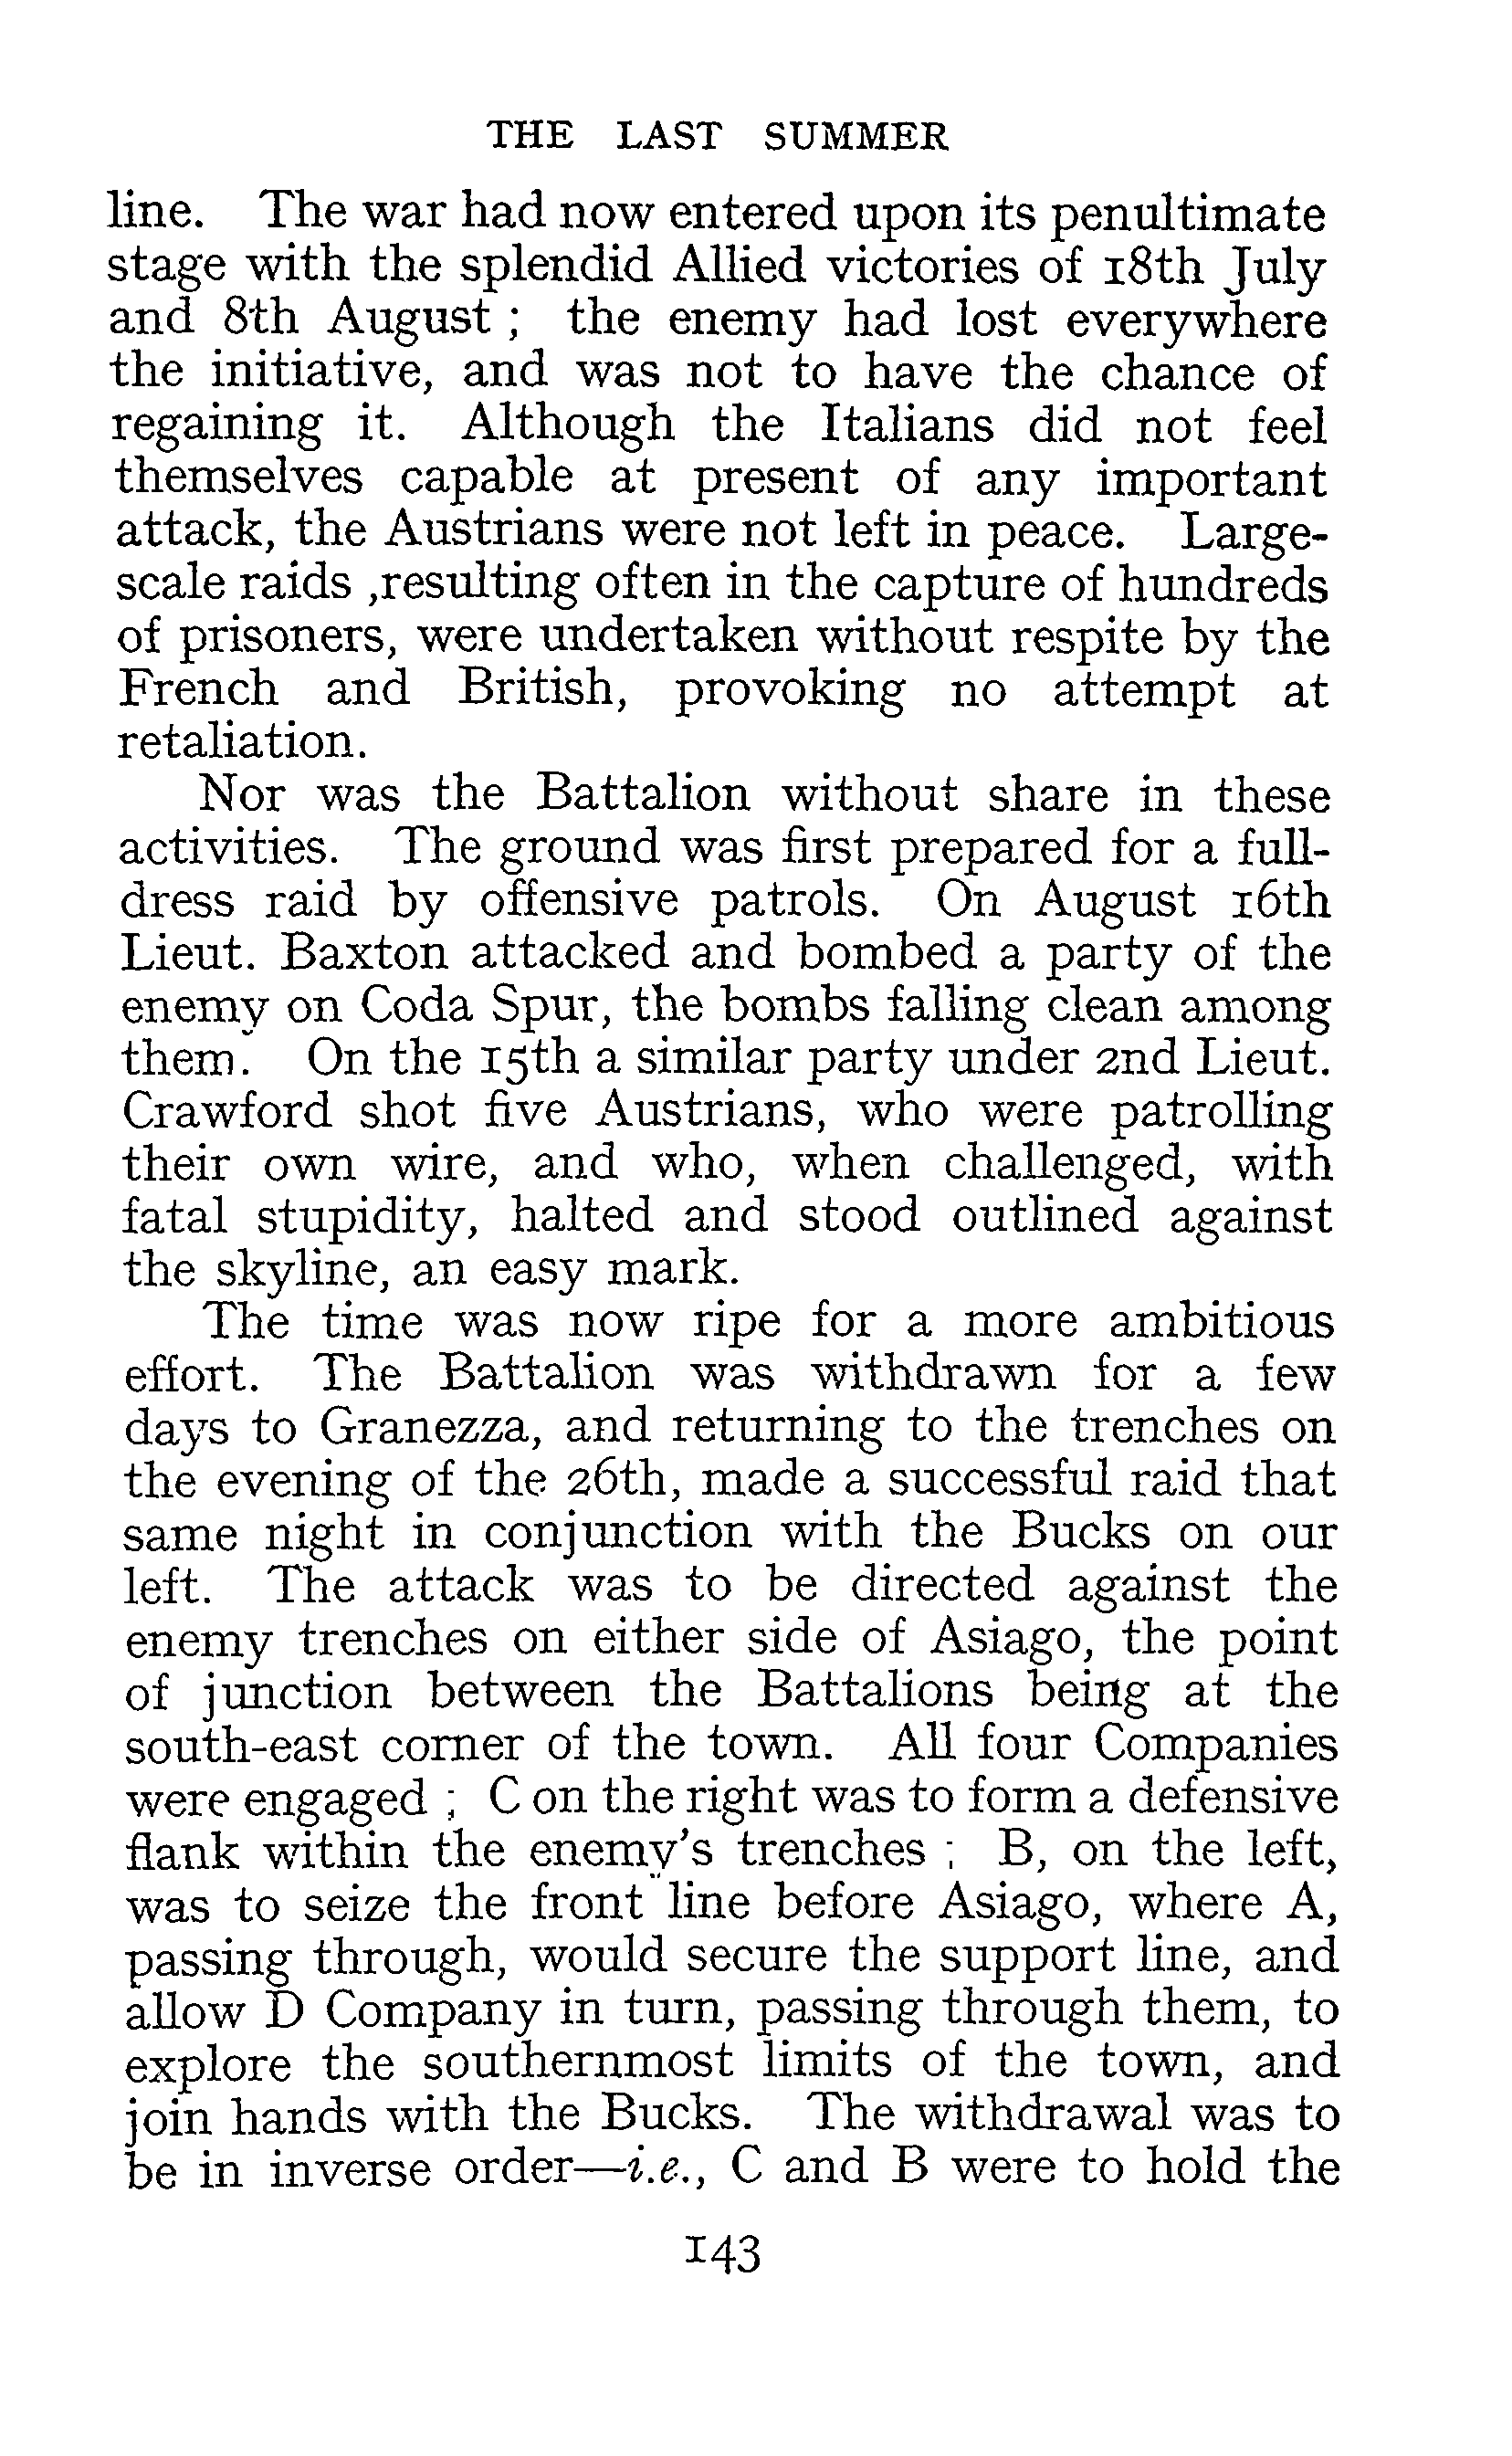 THE LAST SUMMER
line. The war had now entered upon its penultimate
stage with the splendid Allied victories of 18th July
and 8th August ; the enemy had lost everywhere
the initiative, and was not to have the chance of
regaining it. Although the Italians did not feel
themselves capable at present of any important
attack, the Austrians were not left in peace. Large-
scale raids ,resulting often in the capture of hundreds
of prisoners, were undertaken without respite by the
French and British, provoking no attempt at
retaliation.
Nor was the Battalion without share in these
activities. The ground was first prepared for a full-
dress raid by offensive patrols. On August 16th
Lieut. Baxton attacked and bombed a party of the
enemy on Coda Spur, the bombs falling clean among
them. On the 15th a similar party under 2nd Lieut.
Crawford shot five Austrians, who were patrolling
their own wire, and who, when challenged, with
fatal stupidity, halted and stood outlined against
the skyline, an easy mark.
The time was now ripe for a more ambitious
effort. The Battalion was withdrawn for a few
days to Granezza, and returning to the trenches on
the evening of the 26th, made a successful raid that
same night in conjunction with the Bucks on our
left. The attack was to be directed against the
enemy trenches on either side of Asiago, the point
of junction between the Battalions being at the
south-east corner of the town. All four Companies
were engaged ; C on the right was to form a defensive
flank within the enemy's trenches ; B, on the left,
was to seize the front line before Asiago, where A,
passing through, would secure the support line, and
allow D Company in turn, passing through them, to
explore the southernmost limits of the town, and
join hands with the Bucks. The withdrawal was to
be in inverse order—i.e., C and B were to hold the
143